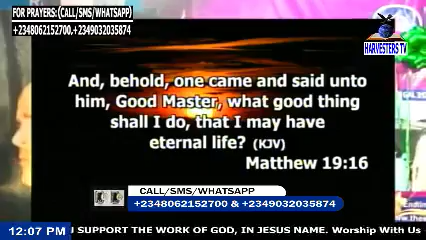 FOR PRAYERS:(CALL/SMS/WHATSAPP)
+2348062152700,+2349032035874
HARVESTERS TV
And, behold, one came and said unto
him, Good Master, what good thing
shall I do, that I may have
eternal life? (KJV)
Matthew 19:16
CALL/SMS/WHATSAPP
+2348062152700 & +2349032035874
12:07 PM
SUPPORT THE WORK OF GOD, IN JESUS NAME. Worship With Us